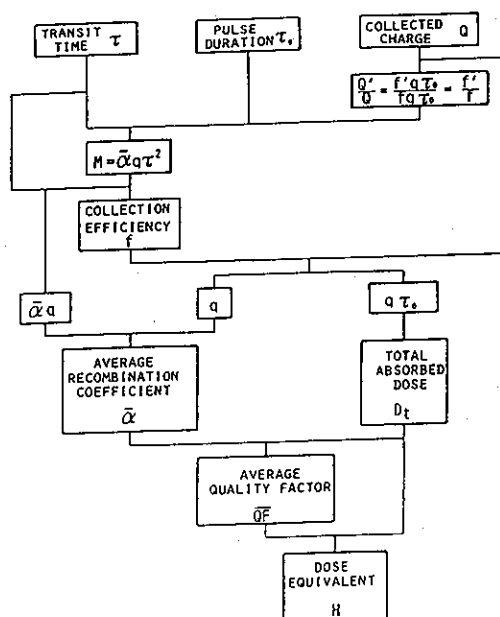 TRANSIT
TIME τ
PULSE
DURATION τ₀
COLLECTED
CHARGE Q
Q'/Q = f'qτ₀/fqτ₀ = f'/f
M = ᾱqτ²
COLLECTION
EFFICIENCY
f
ᾱq
q
qτ₀
AVERAGE
RECOMBINATION
COEFFICIENT
ᾱ
TOTAL
ABSORBED
DOSE
Dt
AVERAGE
QUALITY FACTOR
Q̅F̅
DOSE
EQUIVALENT
H